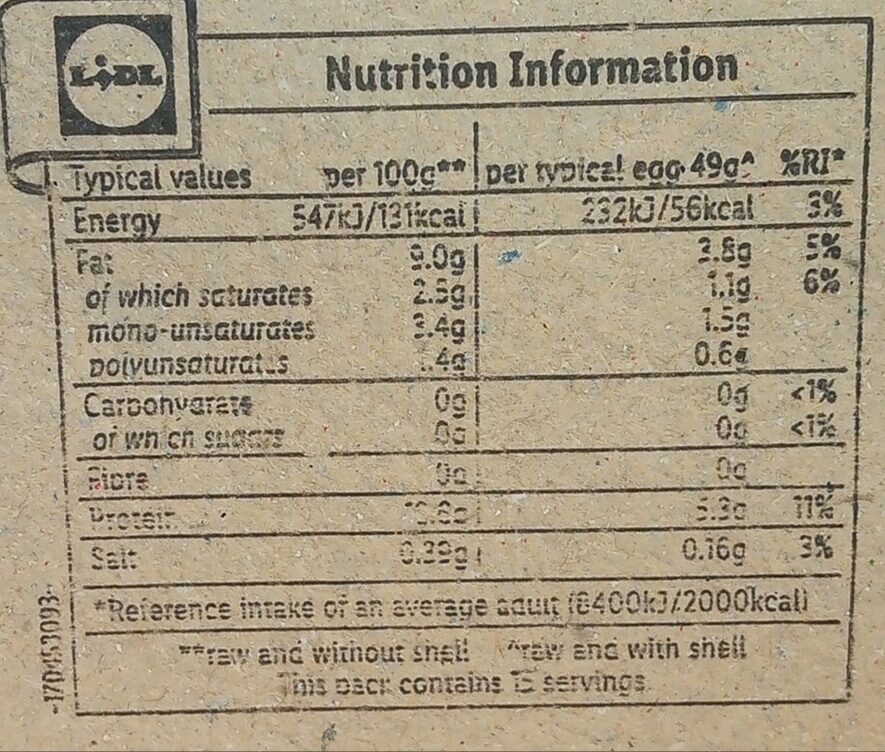 LIDL
Nutrition Information
Typical values per 100g** per typical egg 49g^ %RI*
Energy 547kJ/131kcal 232kJ/56kcal 3%
Fat 9.0g 3.8g 5%
of which saturates 2.5g 1.1g 6%
mono-unsaturates 3.4g 1.5g
polyunsaturates 0.6g
Carbohydrate 0g 0g <1%
of which sugars 0g 0g <1%
Fibre 0g 0g
Protein 11%
Salt 0.39g 0.16g 3%
*Reference intake of an average adult (8400kJ/2000kcal)
**raw and without shell ^raw and with shell
This pack contains servings